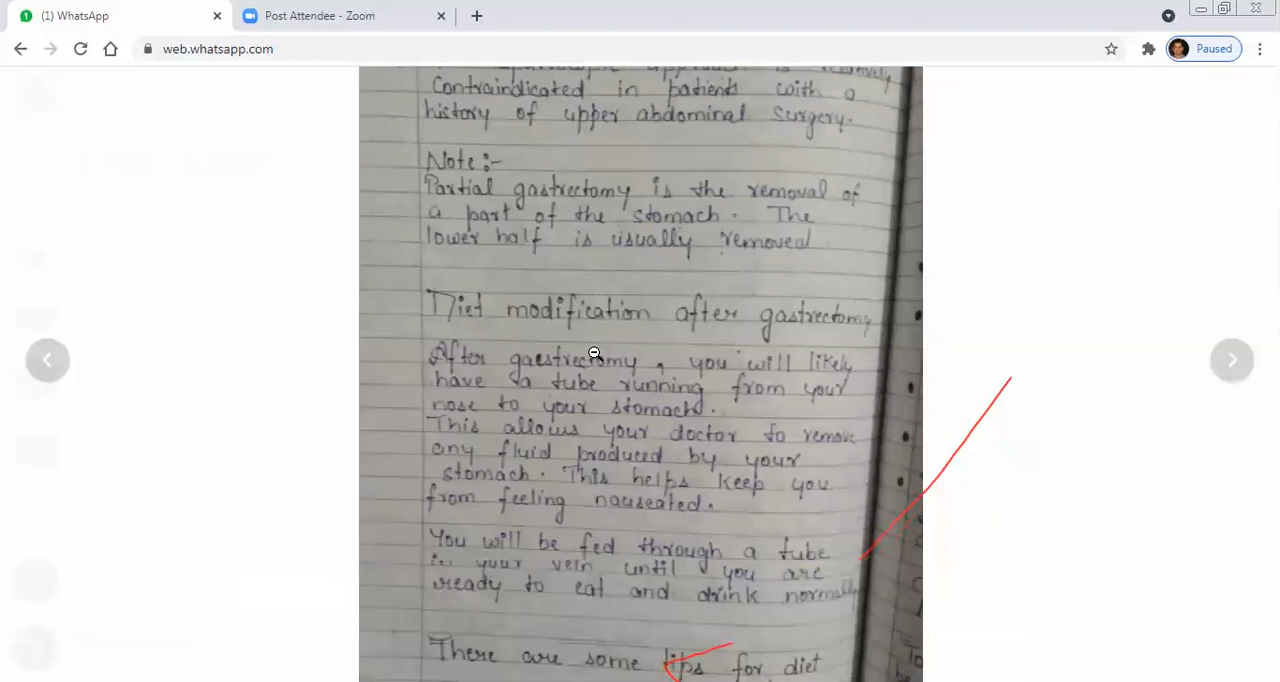 (1) WhatsApp
Post Attendee - Zoom
web.whatsapp.com
Paused
Contraindicated in patients with a
history of upper abdominal surgery.
Note:-
Partial gastrectomy is the removal of
a part of the stomach. The
lower half is usually removed
Diet modification after gastrectomy
After gaestrectomy, you will likely
have a tube running from your
nose to your stomach.
This allows your doctor to remove
any fluid produced by your
stomach. This helps keep you
from feeling nauseated.
You will be fed through a tube
in your vein until you are
ready to eat and drink normally
There are some tips for diet